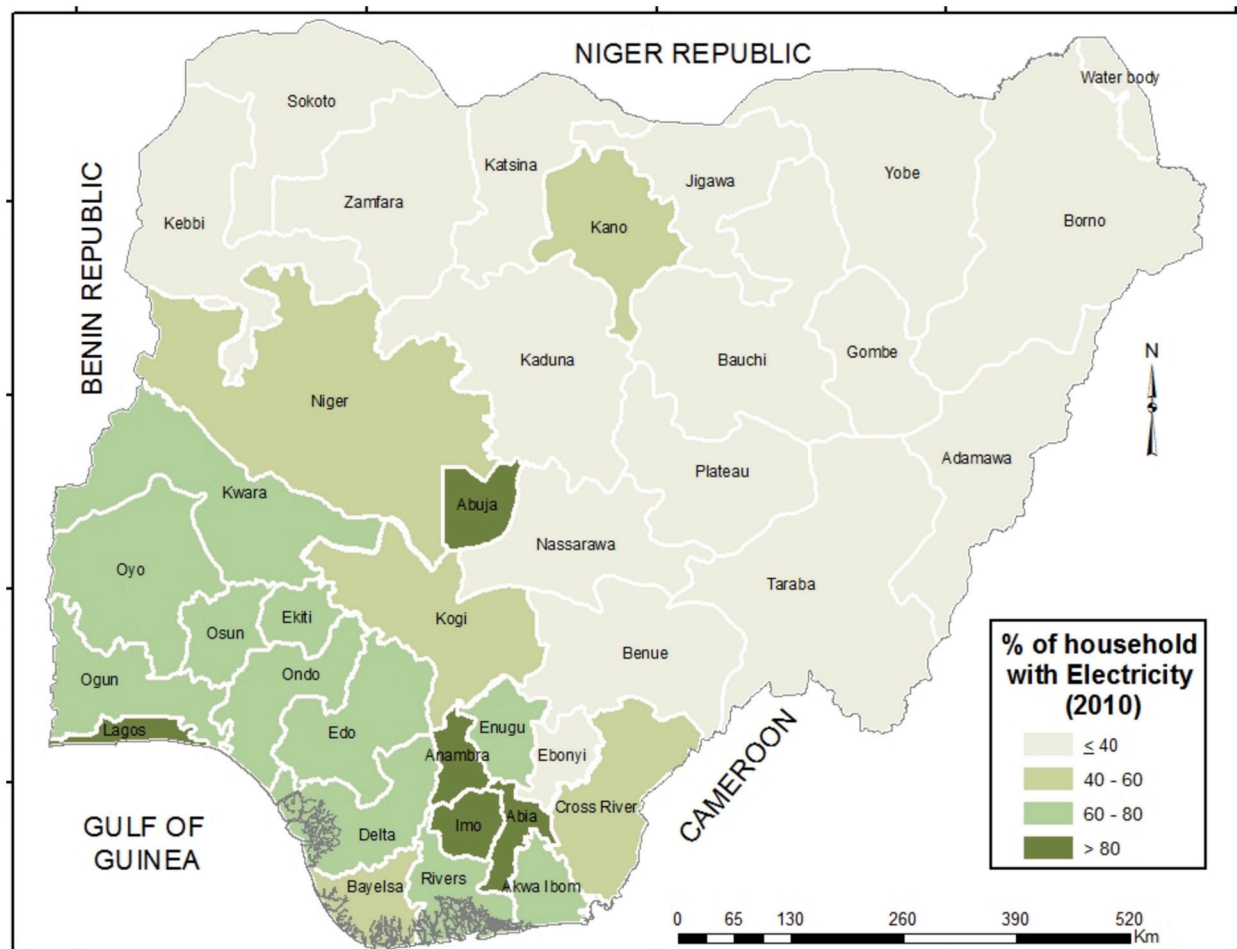 NIGER REPUBLIC
Water body
Sokoto
Katsina
Jigawa
Yobe
Zamfara
Kebbi
Kano
Borno
BENIN REPUBLIC
Kaduna
Bauchi
Gombe
N
Niger
Adamawa
Plateau
Kwara
Abuja
Nassarawa
Oyo
Taraba
Kogi
Ekiti
Osun
Benue
Ondo
Ogun
Lagos
Edo
Enugu
Anambra
Ebonyi
CAMEROON
Cross River
Imo
Abia
Delta
GULF OF
GUINEA
Bayelsa
Rivers
Akwa Ibom
% of household
with Electricity
(2010)
≤ 40
40 - 60
60 - 80
> 80
0 65 130 260 390 520
Km